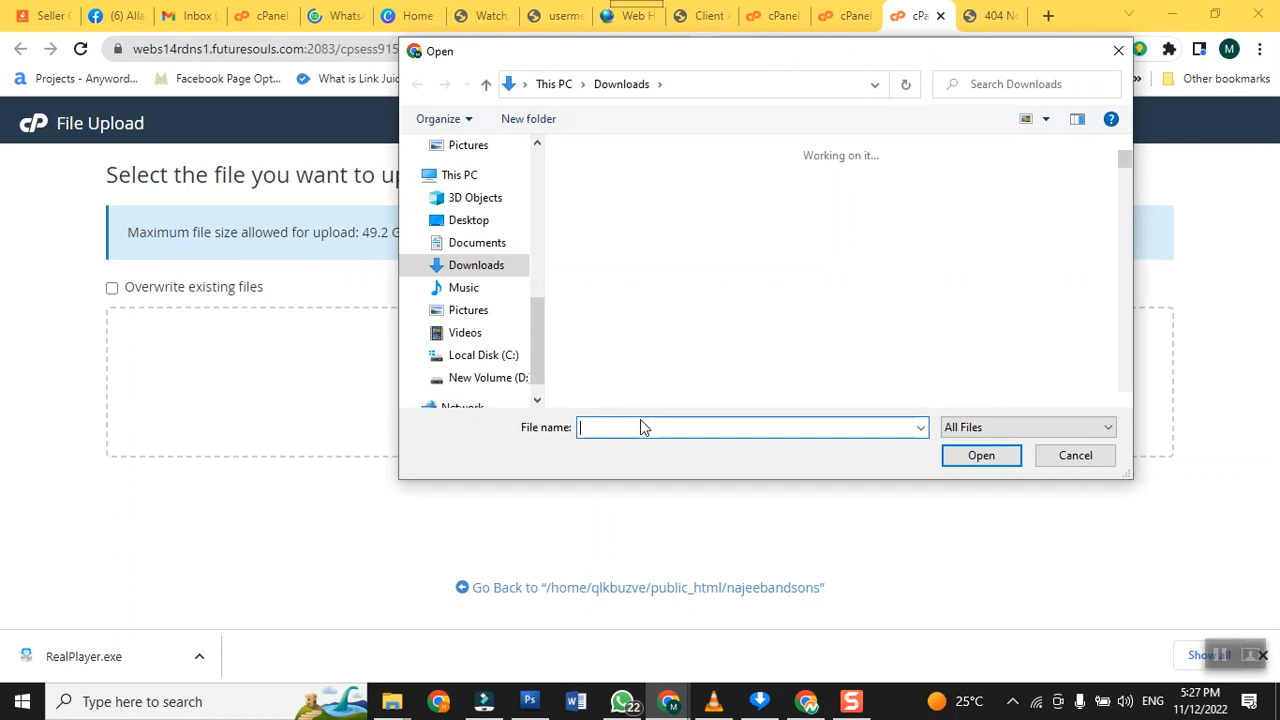 Seller C
(6) Alla
Inbox (
cPanel
WhatsA
Home
Watch,
userme
Web H
Client A
cPanel
cPanel
cPa
404 No
webs14rdns1.futuresouls.com:2083/cpsess915
M
Projects - Anyword...
Facebook Page Opt...
What is Link Juic
»
Other bookmarks
cP File Upload
Select the file you want to up
Maximum file size allowed for upload: 49.2 G
Overwrite existing files
Open
This PC > Downloads >
Search Downloads
Organize
New folder
Pictures
This PC
3D Objects
Desktop
Documents
Downloads
Music
Pictures
Videos
Local Disk (C:)
New Volume (D:
Network
Working on it...
File name:
All Files
Open
Cancel
Go Back to “/home/qlkbuzve/public_html/najeebandsons”
RealPlayer.exe
Show all
Type here to search
22
25°C
ENG
5:27 PM
11/12/2022